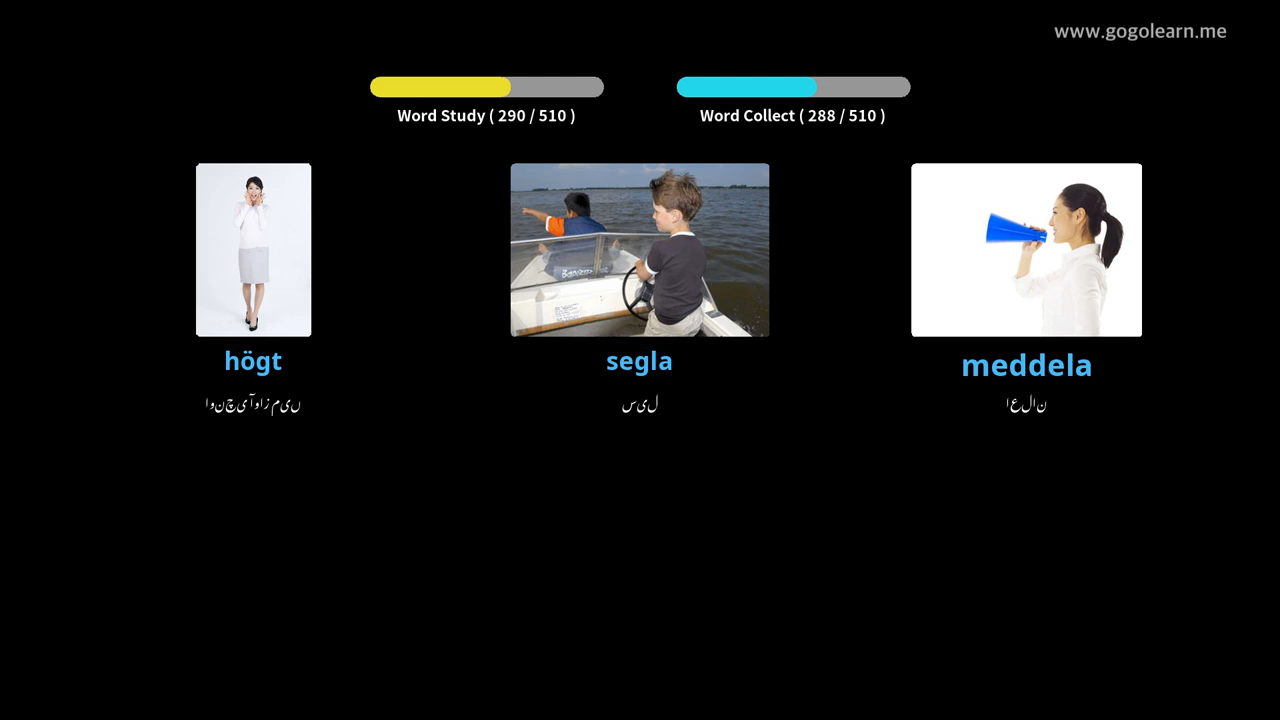 www.gogolearn.me
Word Study ( 290 / 510 )
Word Collect ( 288 / 510 )
högt
segla
meddela
اونچی آواز میں
سیل
اعلان